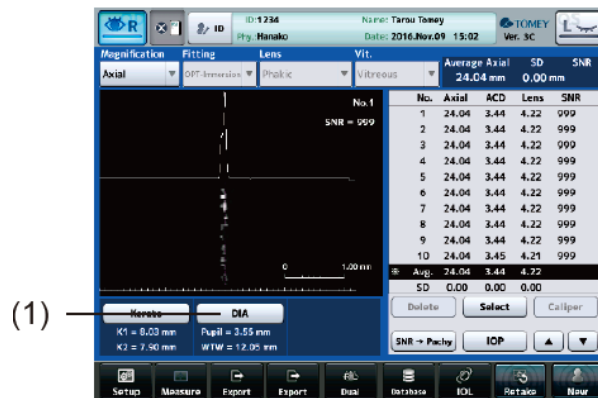 R ID ID:1234 Name: Tarou Tomey TOMEY L
Phy.:Hanako Date: 2016.Nov.09 15:02 Ver. 3C
Magnification Fitting Lens Vit. Average Axial SD SNR
Axial OPT-Immersion Phakic Vitreous 24.04 mm 0.00 mm
No.1
SNR = 999
0 1.00 mm
No. Axial ACD Lens SNR
1 24.04 3.44 4.22 999
2 24.04 3.44 4.22 999
3 24.04 3.44 4.22 999
4 24.04 3.44 4.22 999
5 24.04 3.44 4.22 999
6 24.04 3.44 4.22 999
7 24.04 3.44 4.22 999
8 24.04 3.44 4.22 999
9 24.04 3.44 4.22 999
10 24.04 3.45 4.21 999
※ Avg. 24.04 3.44 4.22
SD 0.00 0.00 0.00
(1)
Kerato DIA Delete Select Caliper
K1 = 8.03 mm Pupil = 3.55 mm
K2 = 7.90 mm WTW = 12.05 mm
SNR → Pachy IOP ▲ ▼
Setup Measure Export Export Dual Database IOL Retake New